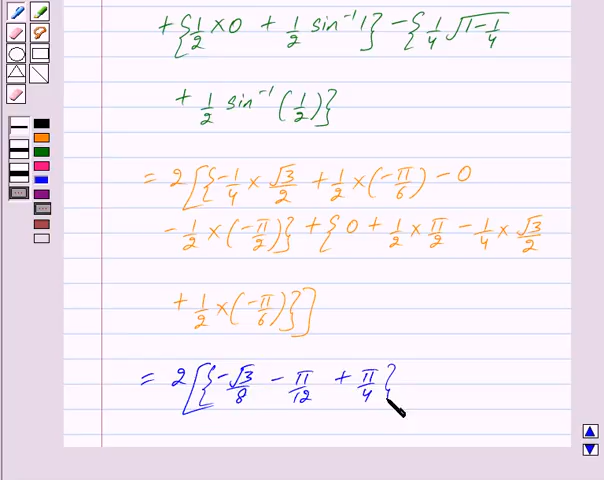 +{1/2 × 0 + 1/2 sin⁻¹ 1} − {1/4 √(1−1/4)
+ 1/2 sin⁻¹(1/2)}
= 2[{−1/4 × √3/2 + 1/2 × (−π/6) − 0
− 1/2 × (−π/2)} + {0 + 1/2 × π/2 − 1/4 × √3/2
+ 1/2 × (−π/6)}]
= 2[{−√3/8 − π/12 + π/4}